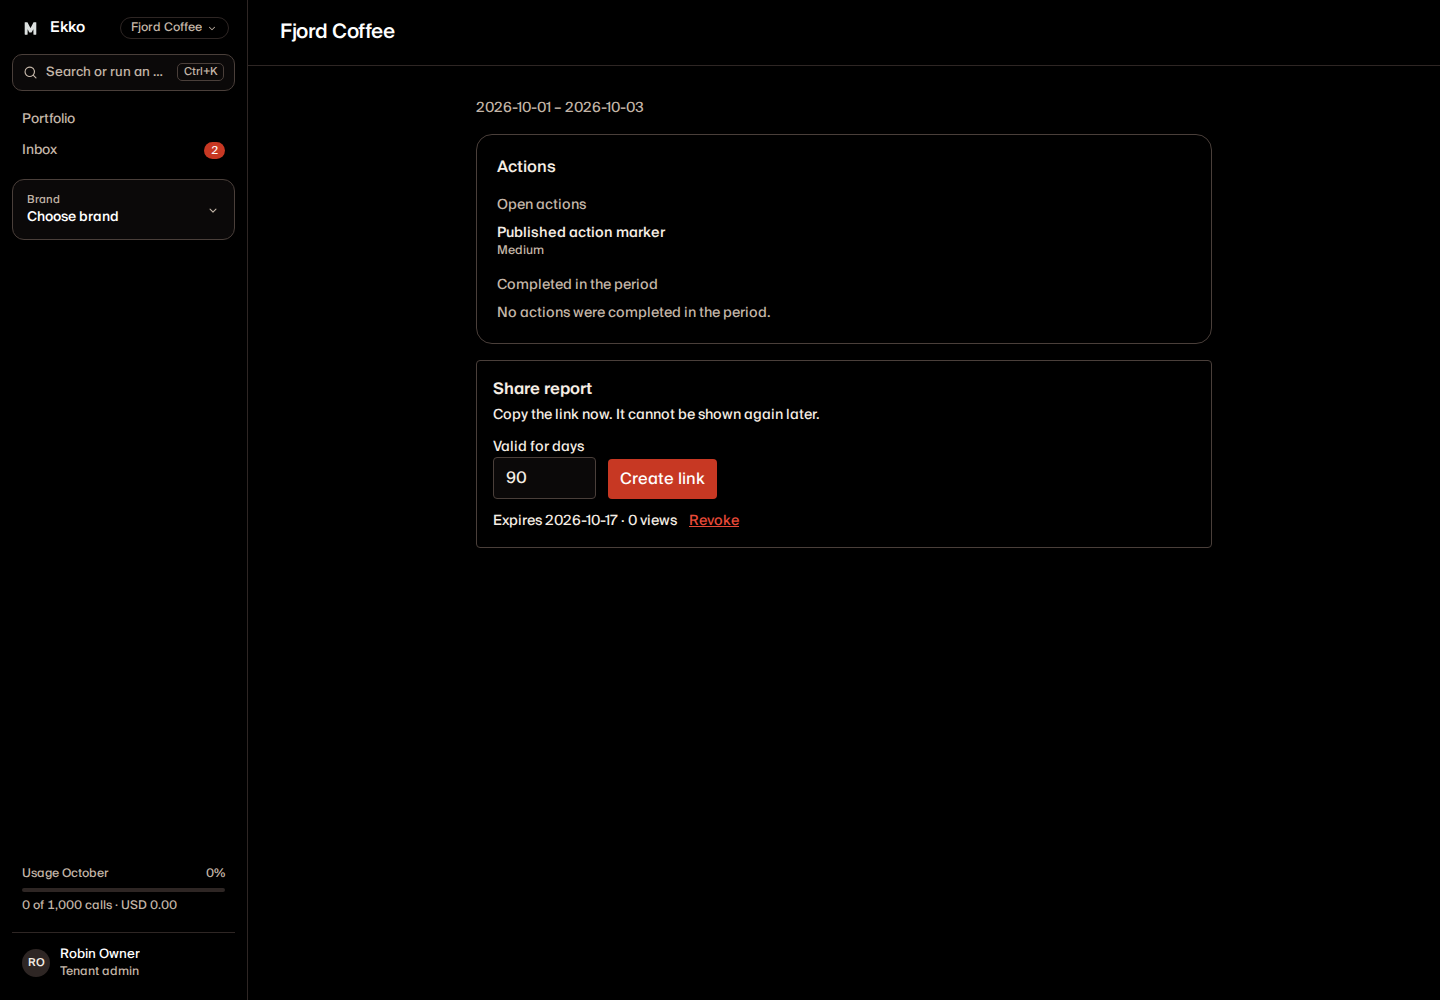 Ekko
Fjord Coffee
Search or run an ...
Ctrl+K
Portfolio
Inbox
2
Brand
Choose brand
Usage October
0%
0 of 1,000 calls · USD 0.00
RO
Robin Owner
Tenant admin
Fjord Coffee
2026-10-01 – 2026-10-03
Actions
Open actions
Published action marker
Medium
Completed in the period
No actions were completed in the period.
Share report
Copy the link now. It cannot be shown again later.
Valid for days
90
Create link
Expires 2026-10-17 · 0 views Revoke